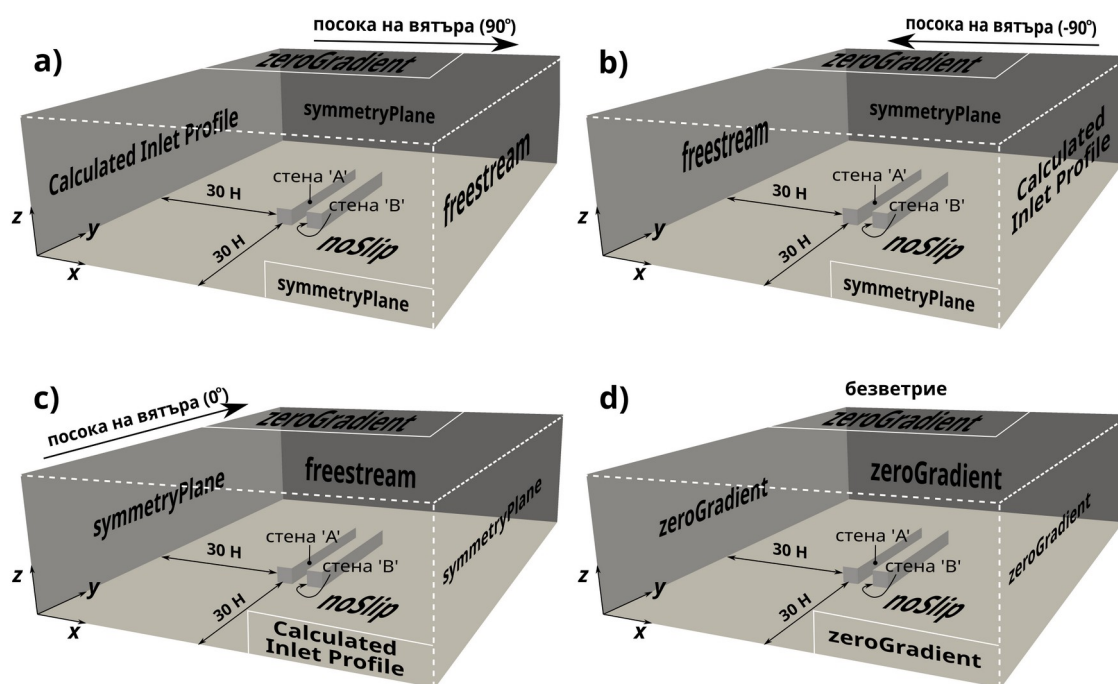 a)
посока на вятъра (90°)
zeroGradient
symmetryPlane
Calculated Inlet Profile
freestream
стена 'A'
30 H
стена 'B'
30 H
noSlip
symmetryPlane
z
y
x
b)
посока на вятъра (-90°)
zeroGradient
symmetryPlane
freestream
Calculated
Inlet Profile
стена 'A'
30 H
стена 'B'
30 H
noSlip
symmetryPlane
z
y
x
c)
посока на вятъра (0°)
zeroGradient
freestream
symmetryPlane
symmetryPlane
стена 'A'
30 H
стена 'B'
30 H
noSlip
Calculated
Inlet Profile
z
y
x
d)
безветрие
zeroGradient
zeroGradient
zeroGradient
zeroGradient
стена 'A'
30 H
стена 'B'
30 H
noSlip
zeroGradient
z
y
x